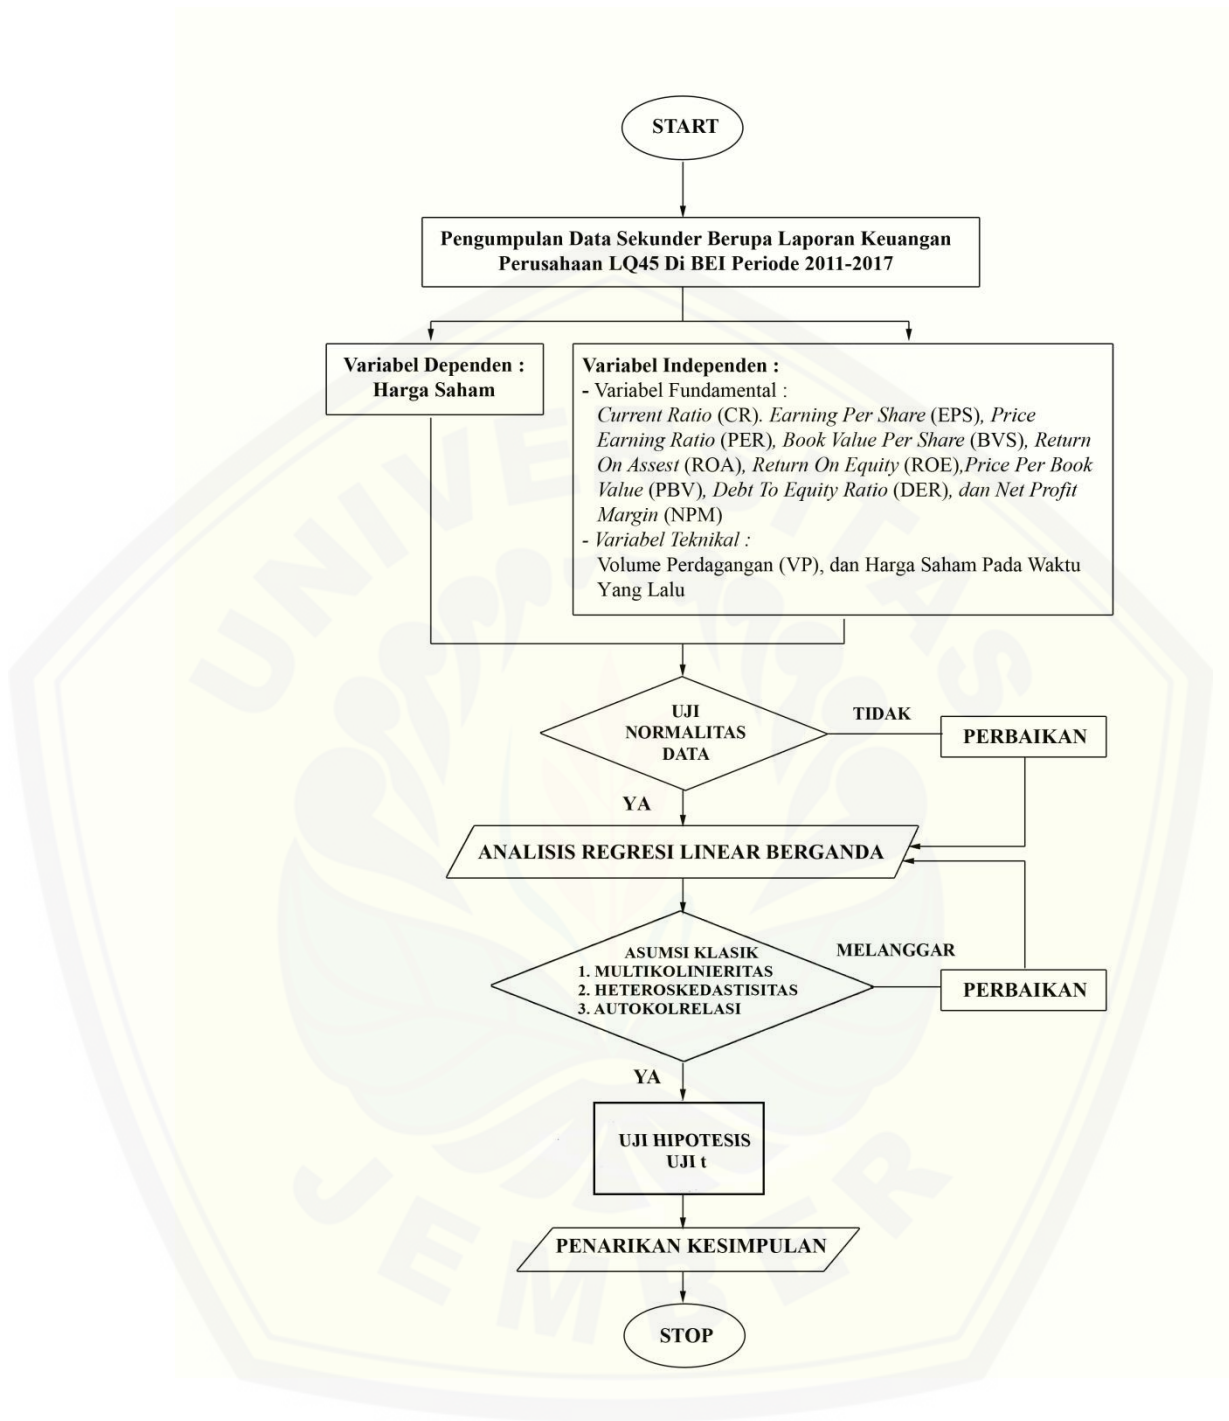 START
Pengumpulan Data Sekunder Berupa Laporan Keuangan
Perusahaan LQ45 Di BEI Periode 2011-2017
Variabel Dependen :
Harga Saham
Variabel Independen :
- Variabel Fundamental :
Current Ratio (CR). Earning Per Share (EPS), Price
Earning Ratio (PER), Book Value Per Share (BVS), Return
On Assest (ROA), Return On Equity (ROE),Price Per Book
Value (PBV), Debt To Equity Ratio (DER), dan Net Profit
Margin (NPM)
- Variabel Teknikal :
Volume Perdagangan (VP), dan Harga Saham Pada Waktu
Yang Lalu
UJI
NORMALITAS
DATA
TIDAK
PERBAIKAN
YA
ANALISIS REGRESI LINEAR BERGANDA
ASUMSI KLASIK
1. MULTIKOLINIERITAS
2. HETEROSKEDASTISITAS
3. AUTOKOLRELASI
MELANGGAR
PERBAIKAN
YA
UJI HIPOTESIS
UJI t
PENARIKAN KESIMPULAN
STOP
UNIVERSITAS
JEMBER